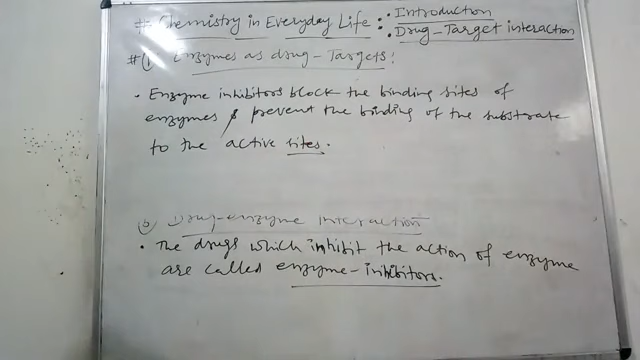 # Chemistry in Everyday Life : • Introduction
• Drug-Target interaction
# (1) Enzymes as drug-Targets!
• Enzyme inhibitors block the binding sites of
enzymes & prevent the binding of the substrate
to the active sites.
(b) Drug-enzyme interaction
• The drugs which inhibit the action of enzyme
are called enzyme-inhibitors.